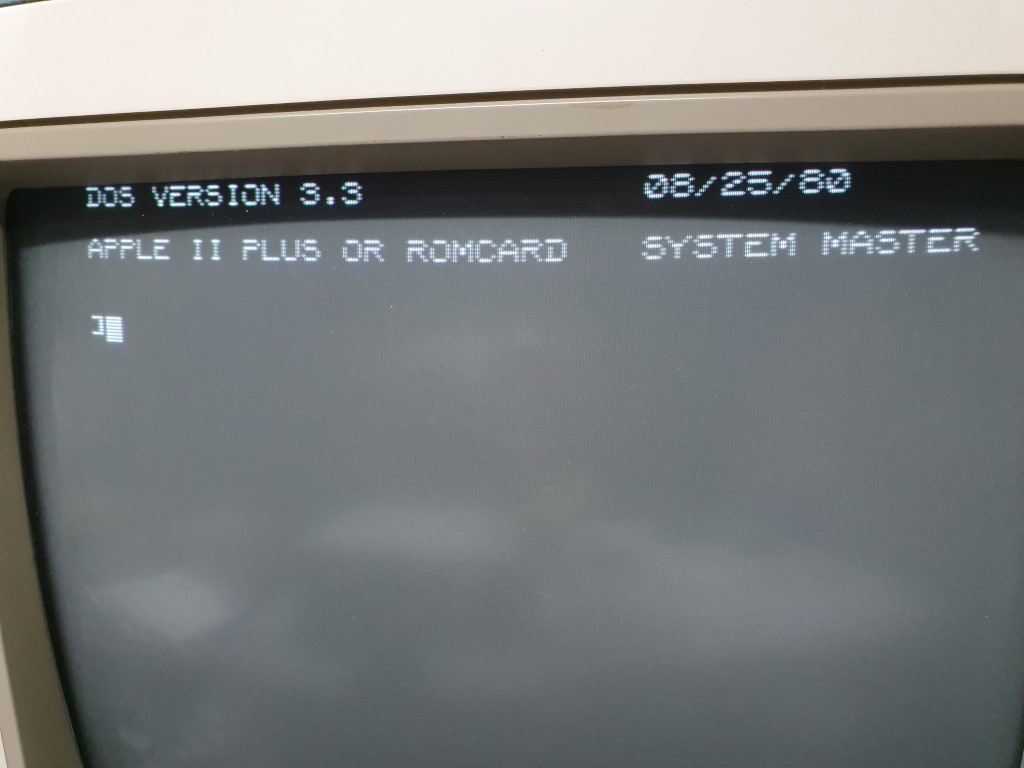 DOS VERSION 3.3 08/25/80
APPLE II PLUS OR ROMCARD SYSTEM MASTER
]